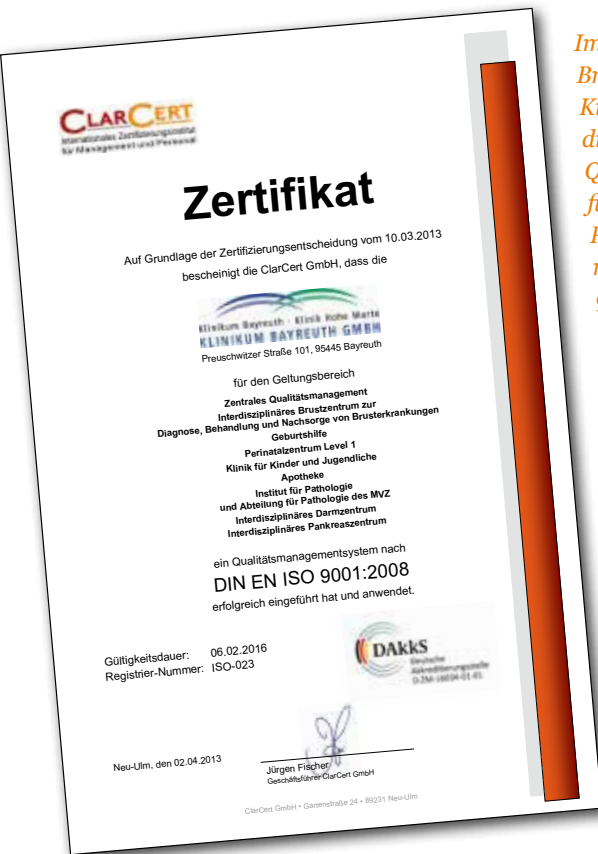 CLARCERT
Internationales Zertifizierungsinstitut
für Management und Personal
Zertifikat
Auf Grundlage der Zertifizierungsentscheidung vom 10.03.2013
bescheinigt die ClarCert GmbH, dass die
Klinikum Bayreuth · Klinik Hohe Warte
KLINIKUM BAYREUTH GMBH
Preuschwitzer Straße 101, 95445 Bayreuth
für den Geltungsbereich
Zentrales Qualitätsmanagement
Interdisziplinäres Brustzentrum zur
Diagnose, Behandlung und Nachsorge von Brusterkrankungen
Geburtshilfe
Perinatalzentrum Level 1
Klinik für Kinder und Jugendliche
Apotheke
Institut für Pathologie
und Abteilung für Pathologie des MVZ
Interdisziplinäres Darmzentrum
Interdisziplinäres Pankreaszentrum
ein Qualitätsmanagementsystem nach
DIN EN ISO 9001:2008
erfolgreich eingeführt hat und anwendet.
Gültigkeitsdauer: 06.02.2016
Registrier-Nummer: ISO-023
DAkkS
Deutsche
Akkreditierungsstelle
D-ZM-16034-01-01
Neu-Ulm, den 02.04.2013
Jürgen Fischer
Geschäftsführer ClarCert GmbH
ClarCert GmbH • Gartenstraße 24 • 89231 Neu-Ulm
Im